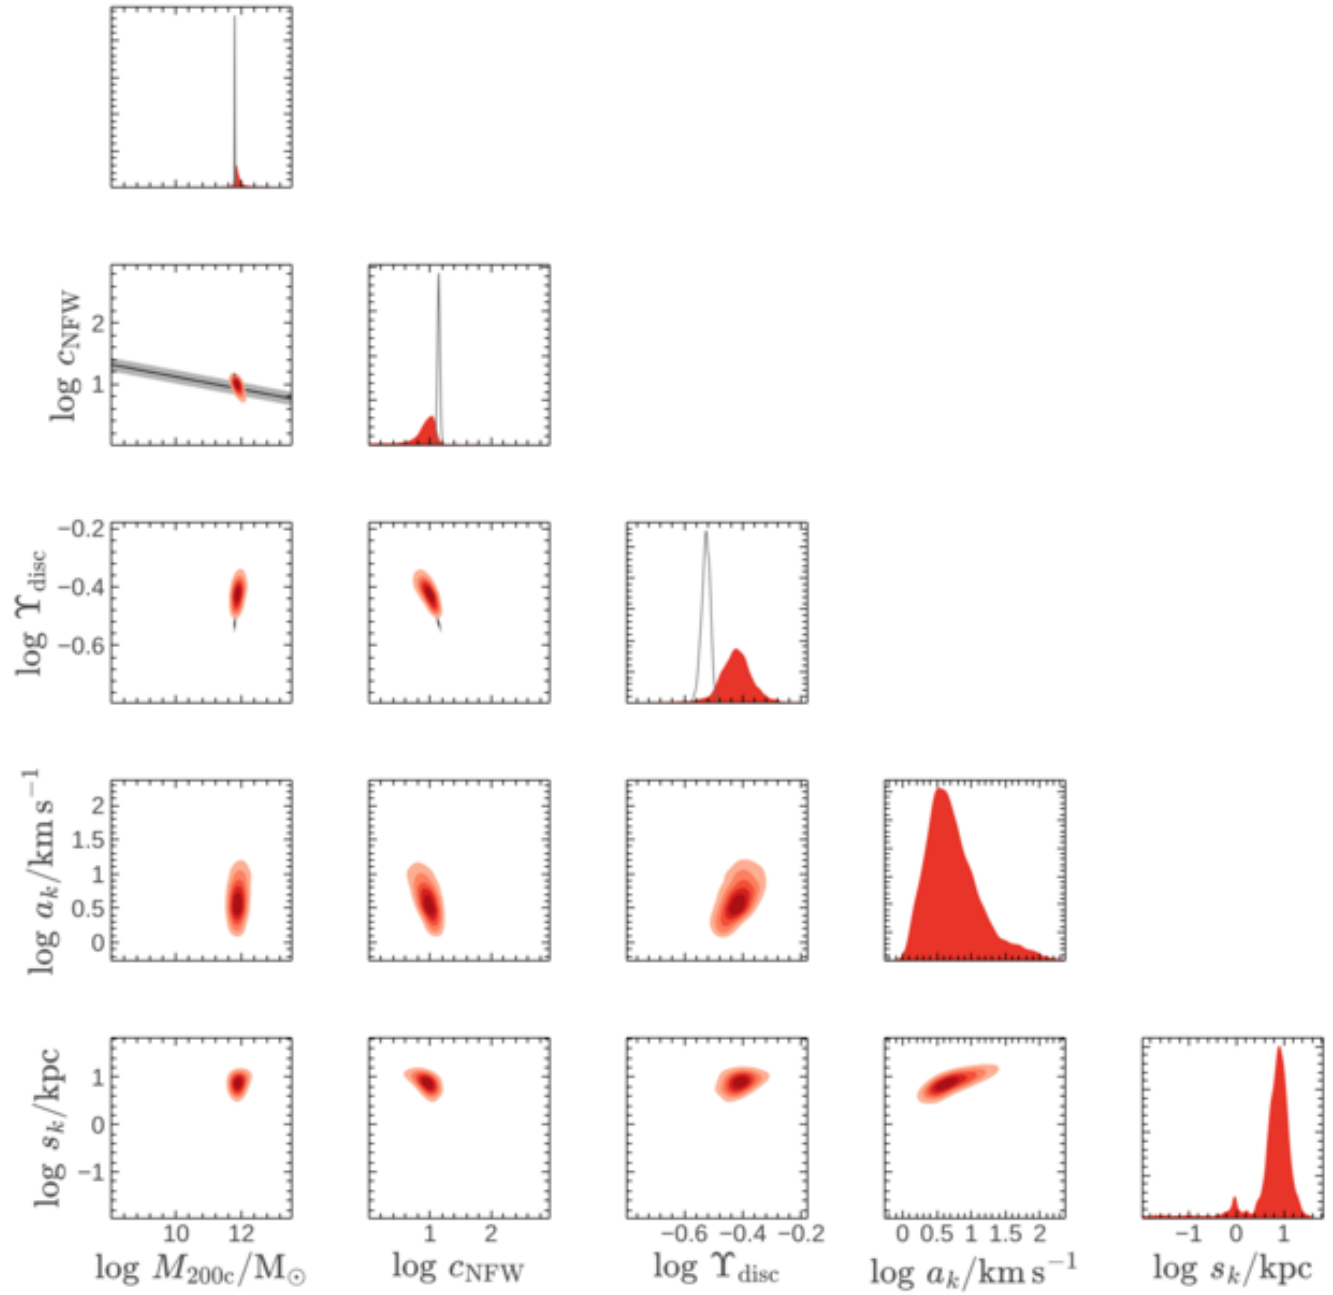 log c_NFW
2
1
log ϒ_disc
−0.2
−0.4
−0.6
log a_k/km s⁻¹
2
1.5
1
0.5
0
log s_k/kpc
1
0
−1
10 12
1 2
−0.6 −0.4 −0.2
0 0.5 1 1.5 2
−1 0 1
log M_200c/M_⊙
log c_NFW
log ϒ_disc
log a_k/km s⁻¹
log s_k/kpc